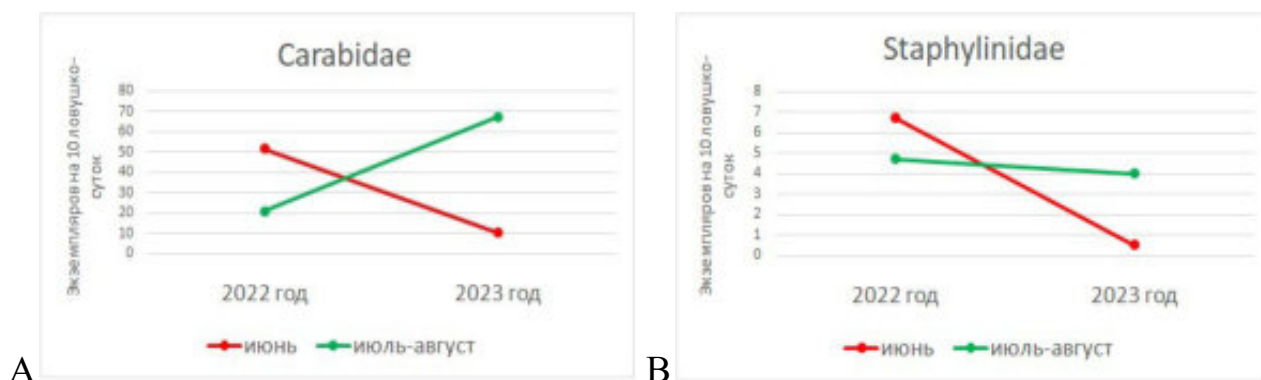 Carabidae
Экземпляров на 10 ловушко-
суток
80
70
60
50
40
30
20
10
0
2022 год
2023 год
июнь
июль-август
А
Staphylinidae
Экземпляров на 10 ловушко-
суток
8
7
6
5
4
3
2
1
0
2022 год
2023 год
июнь
июль-август
В